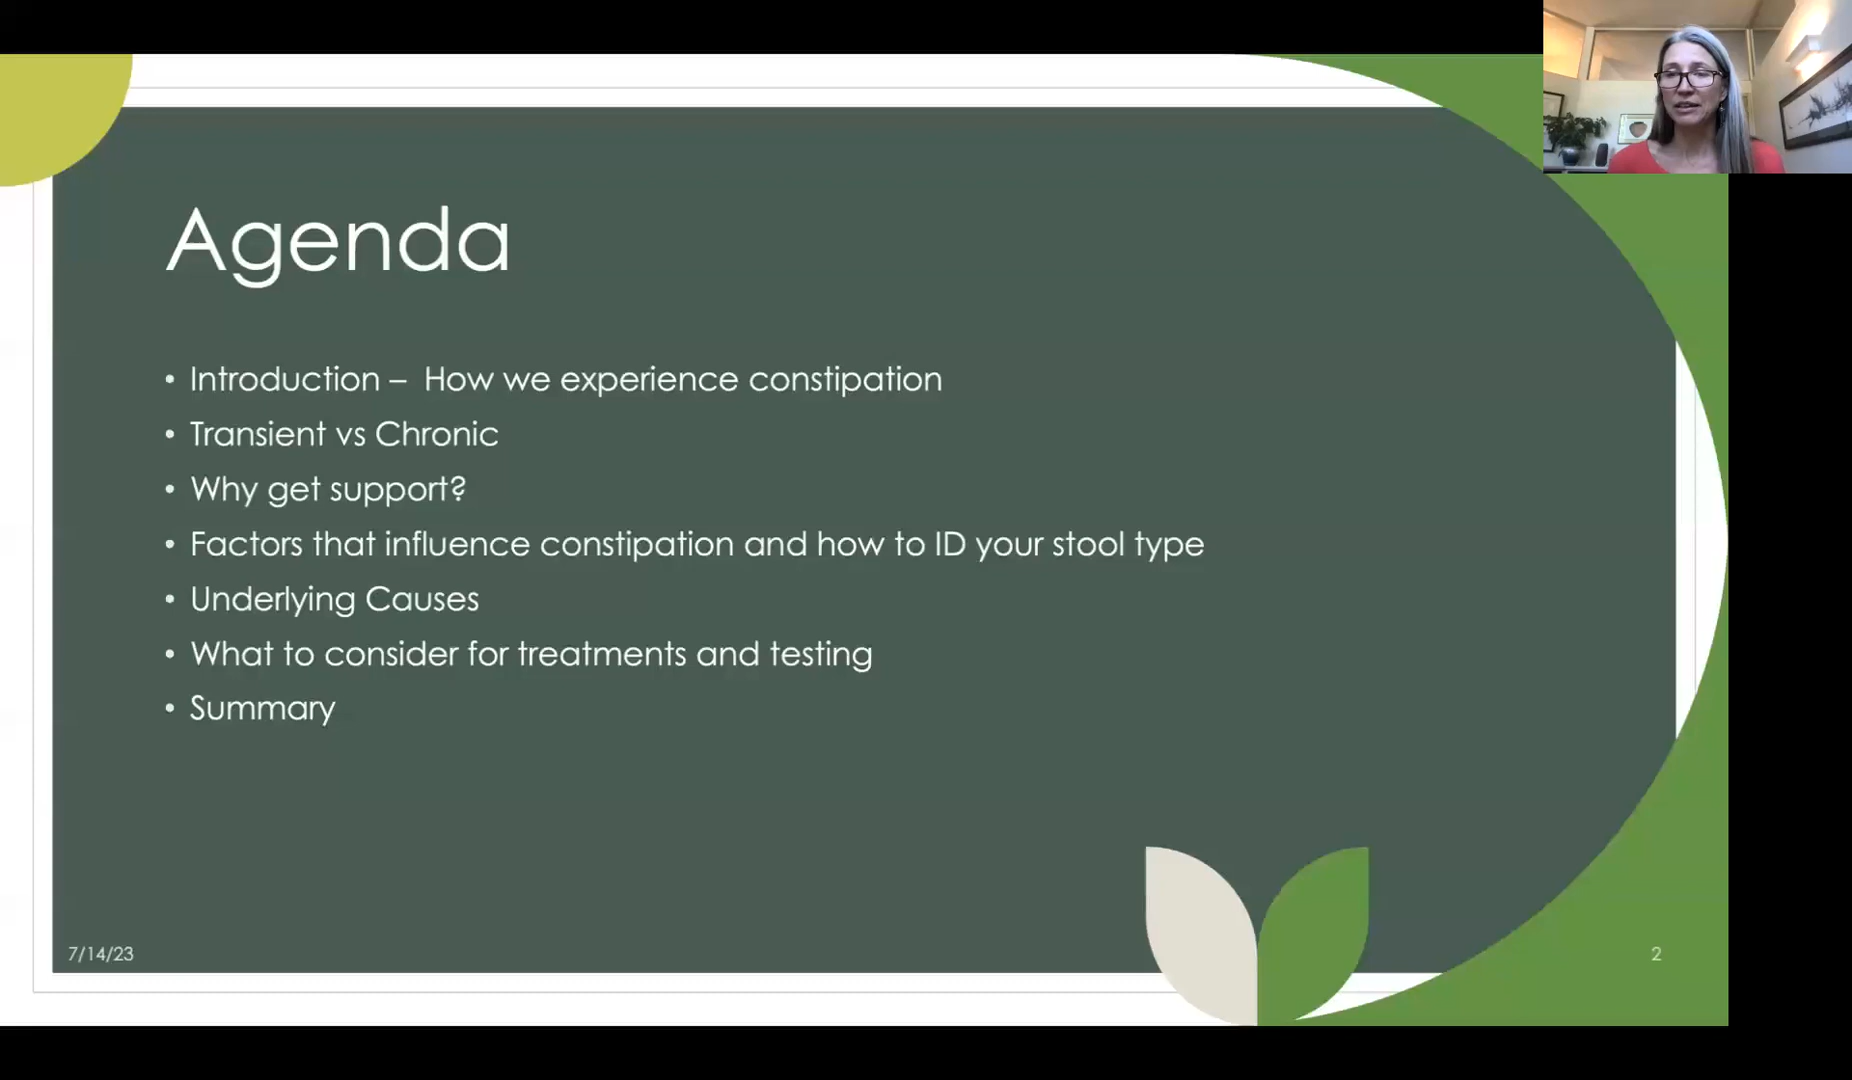 Agenda
• Introduction –  How we experience constipation
• Transient vs Chronic
• Why get support?
• Factors that influence constipation and how to ID your stool type
• Underlying Causes
• What to consider for treatments and testing
• Summary
7/14/23
2